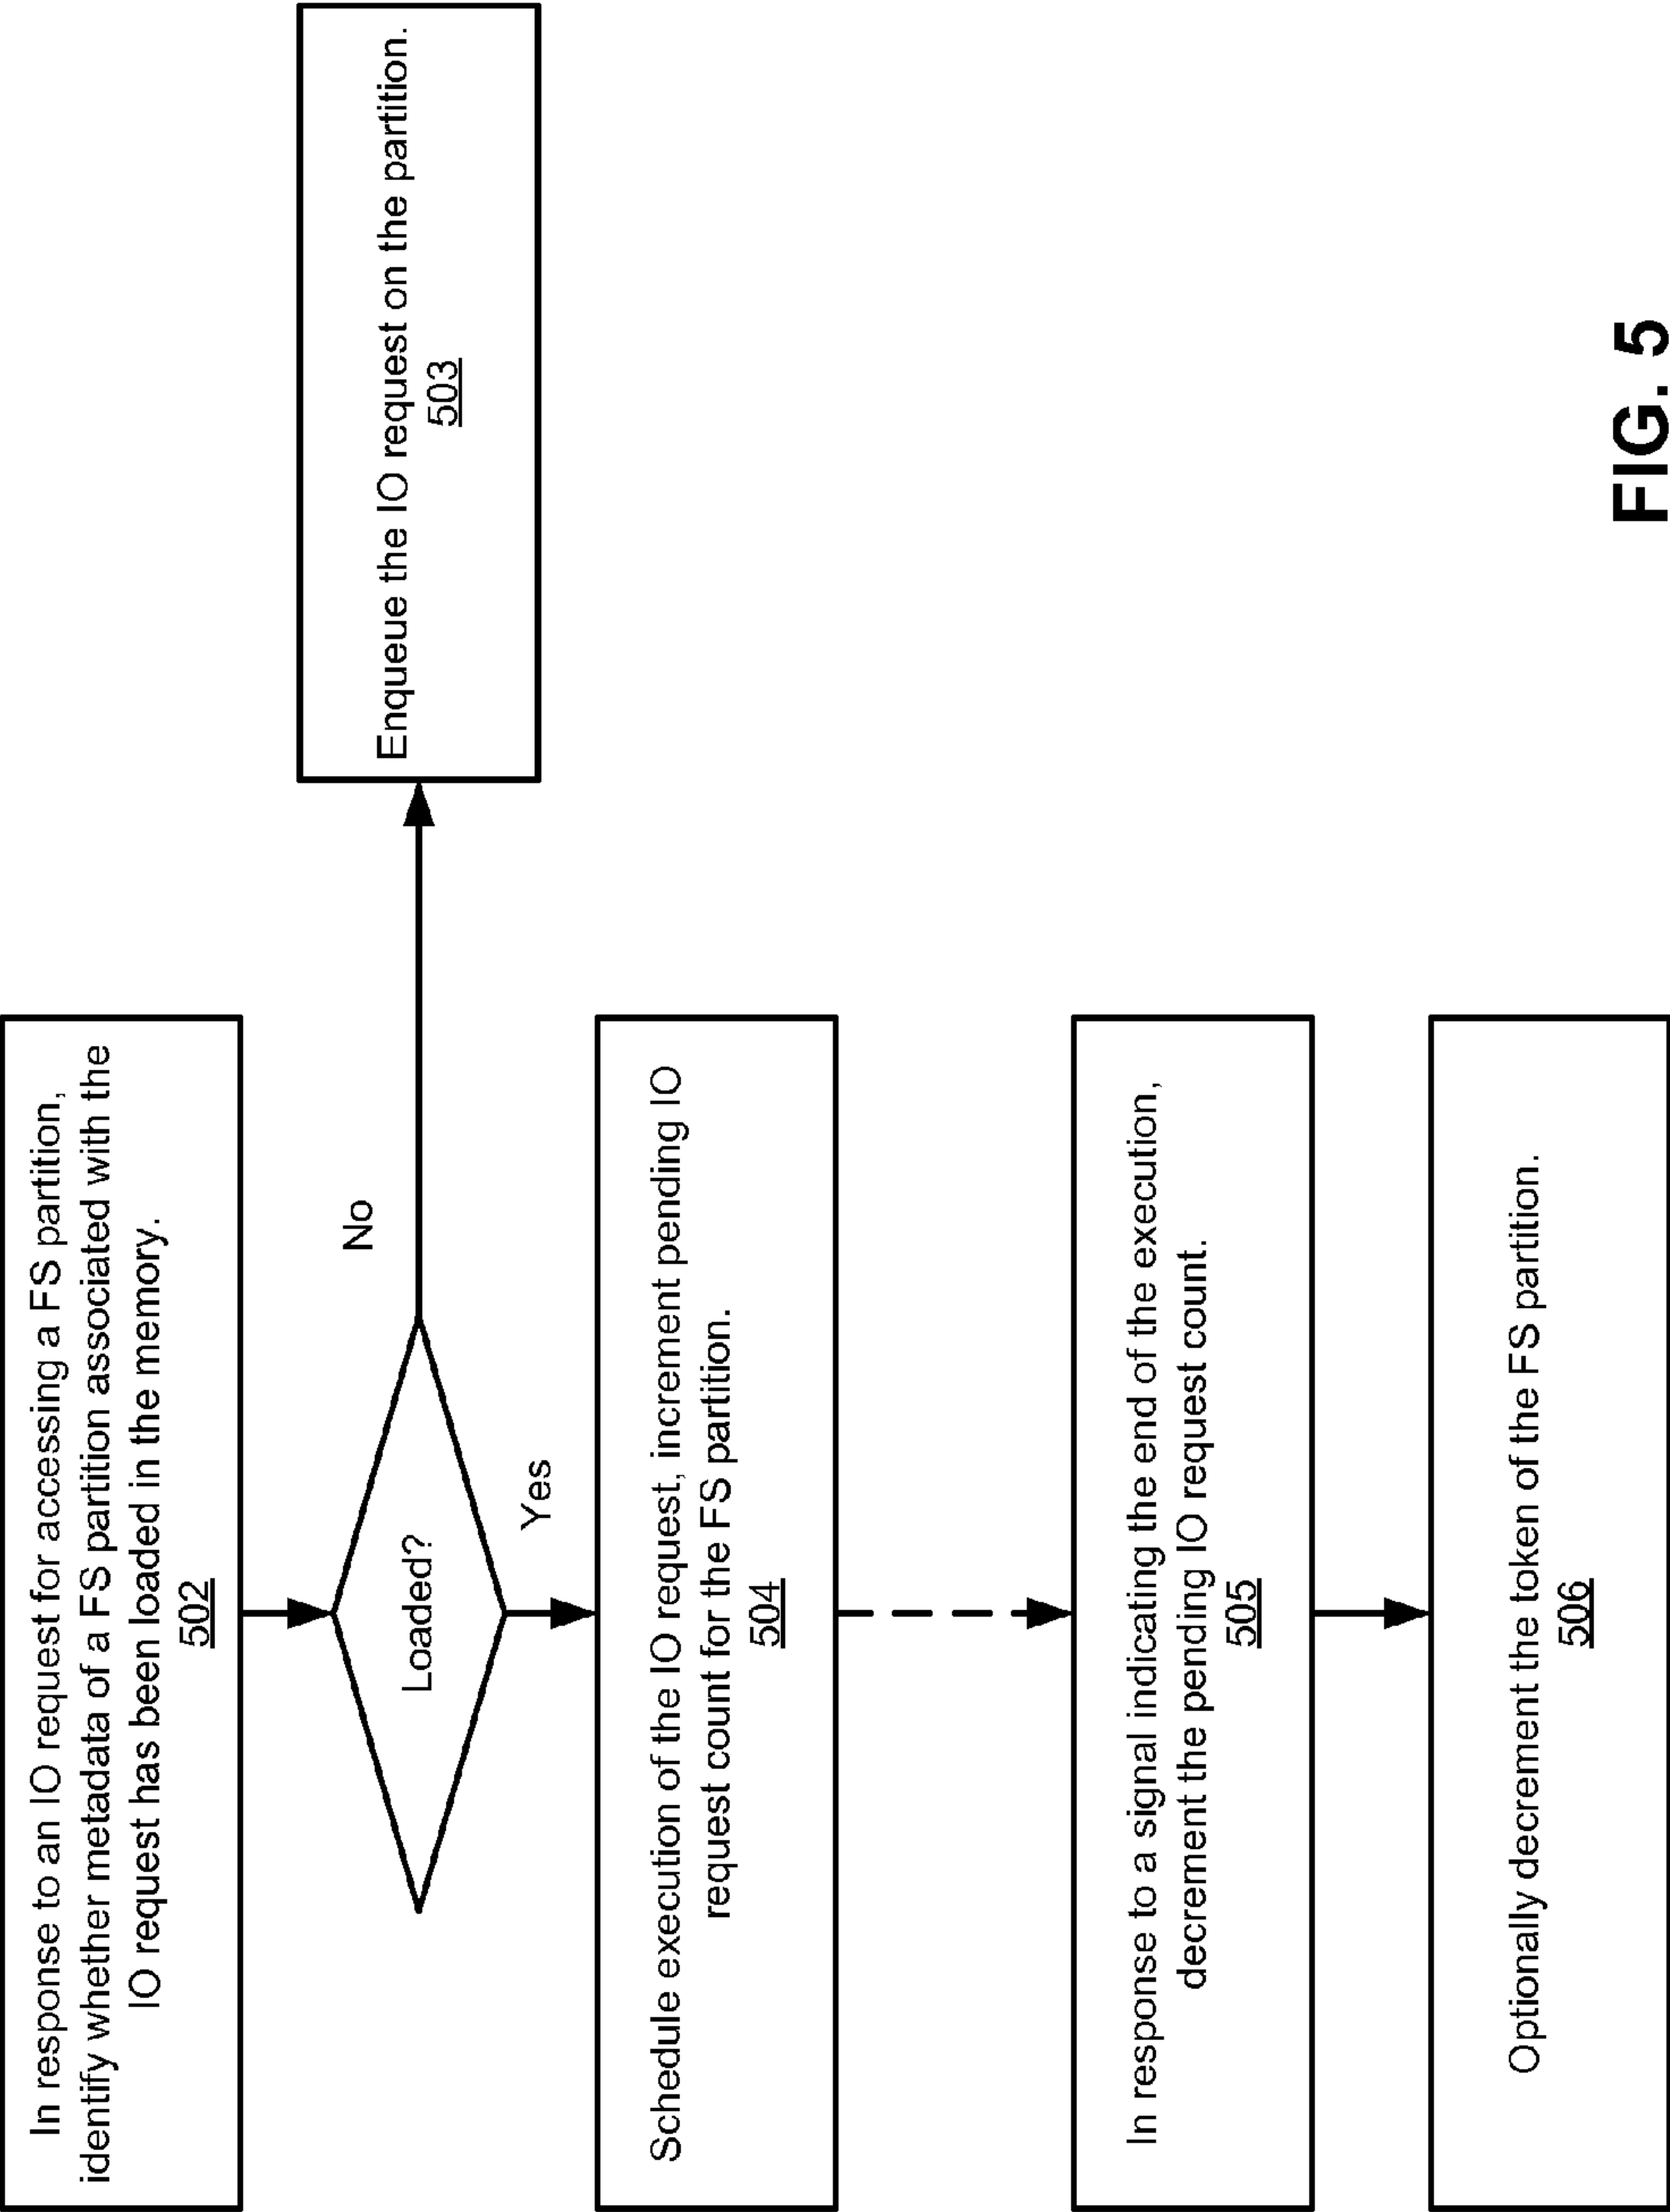 In response to an IO request for accessing a FS partition,
identify whether metadata of a FS partition associated with the
IO request has been loaded in the memory.
502
Loaded?
No
Enqueue the IO request on the partition.
503
Yes
Schedule execution of the IO request, increment pending IO
request count for the FS partition.
504
In response to a signal indicating the end of the execution,
decrement the pending IO request count.
505
Optionally decrement the token of the FS partition.
506
FIG. 5